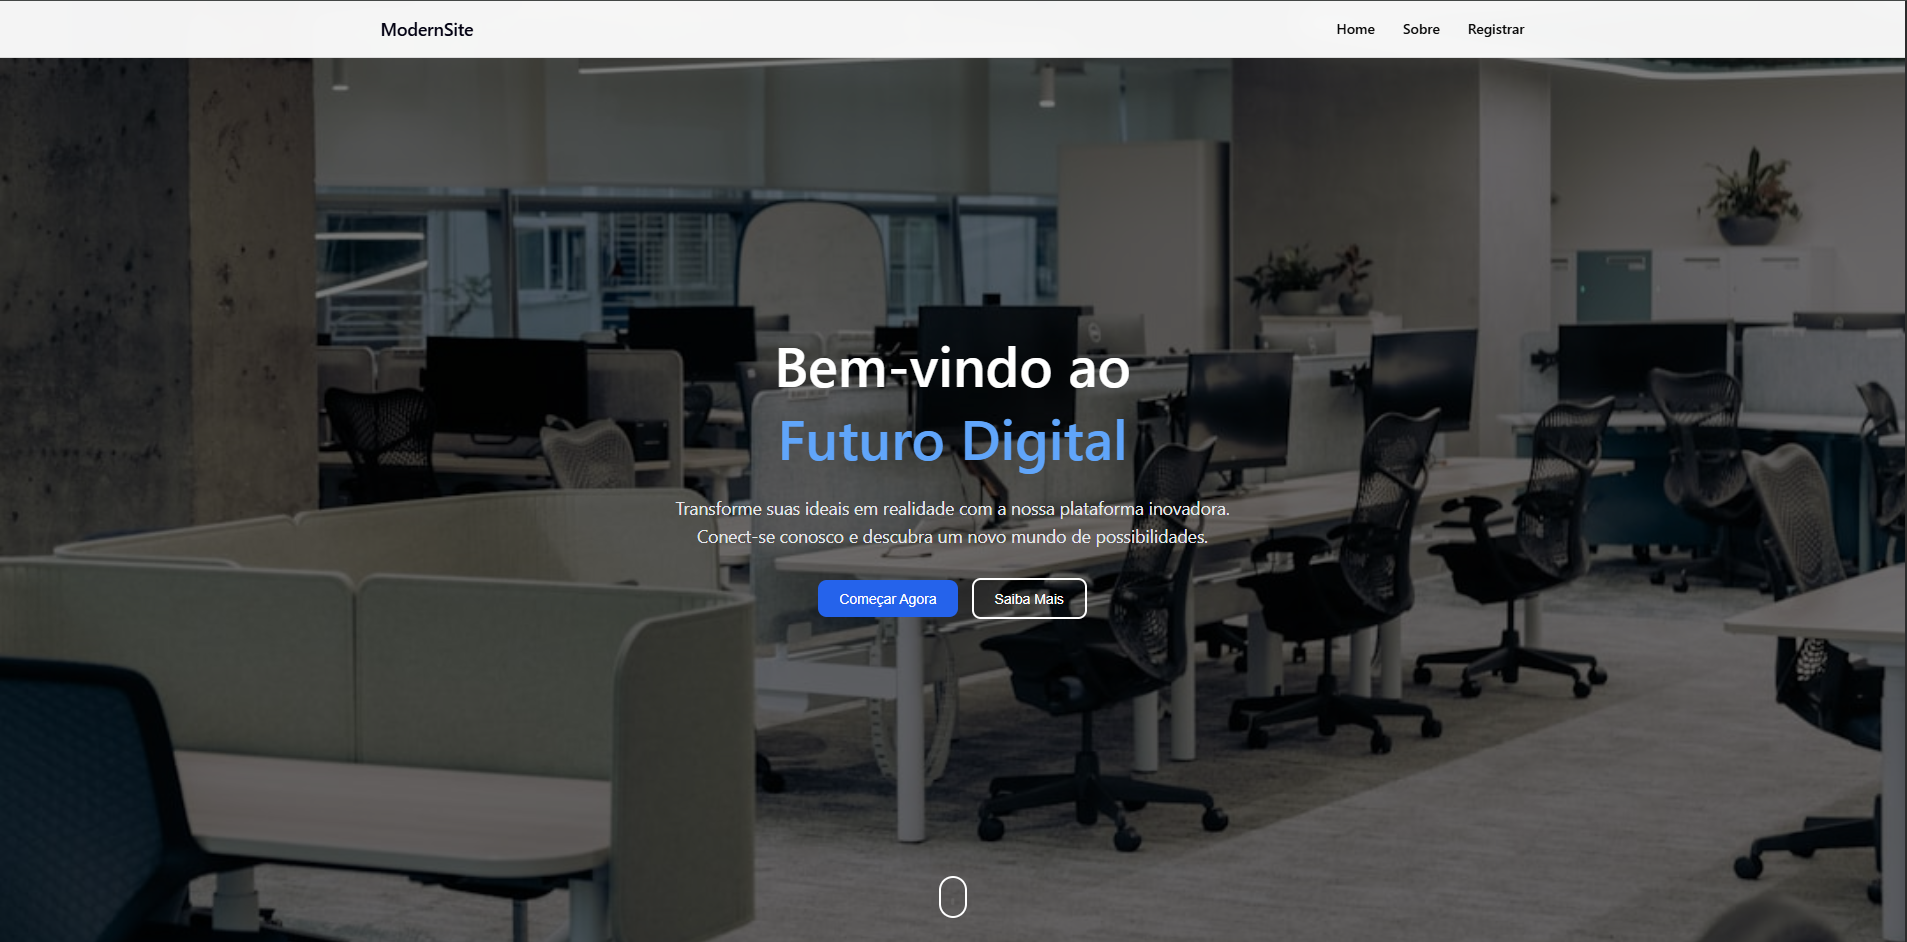 ModernSite
Home Sobre Registrar
Bem-vindo ao
Futuro Digital
Transforme suas ideais em realidade com a nossa plataforma inovadora.
Conect-se conosco e descubra um novo mundo de possibilidades.
Começar Agora Saiba Mais